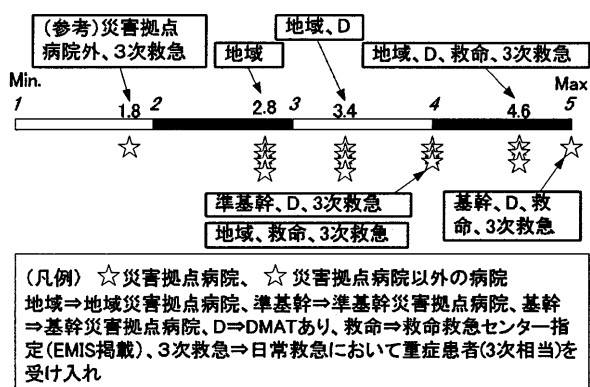 (参考)災害拠点
病院外、3次救急
地域
地域、D
地域、D、救命、3次救急
Min.
Max
1
1.8
2
2.8
3
3.4
4
4.6
5
準基幹、D、3次救急
地域、救命、3次救急
基幹、D、救
命、3次救急
(凡例) ☆災害拠点病院、 ☆災害拠点病院以外の病院
地域⇒地域災害拠点病院、準基幹⇒準基幹災害拠点病院、基幹
⇒基幹災害拠点病院、D⇒DMATあり、救命⇒救命救急センター指
定(EMIS掲載)、3次救急⇒日常救急において重症患者(3次相当)を
受け入れ